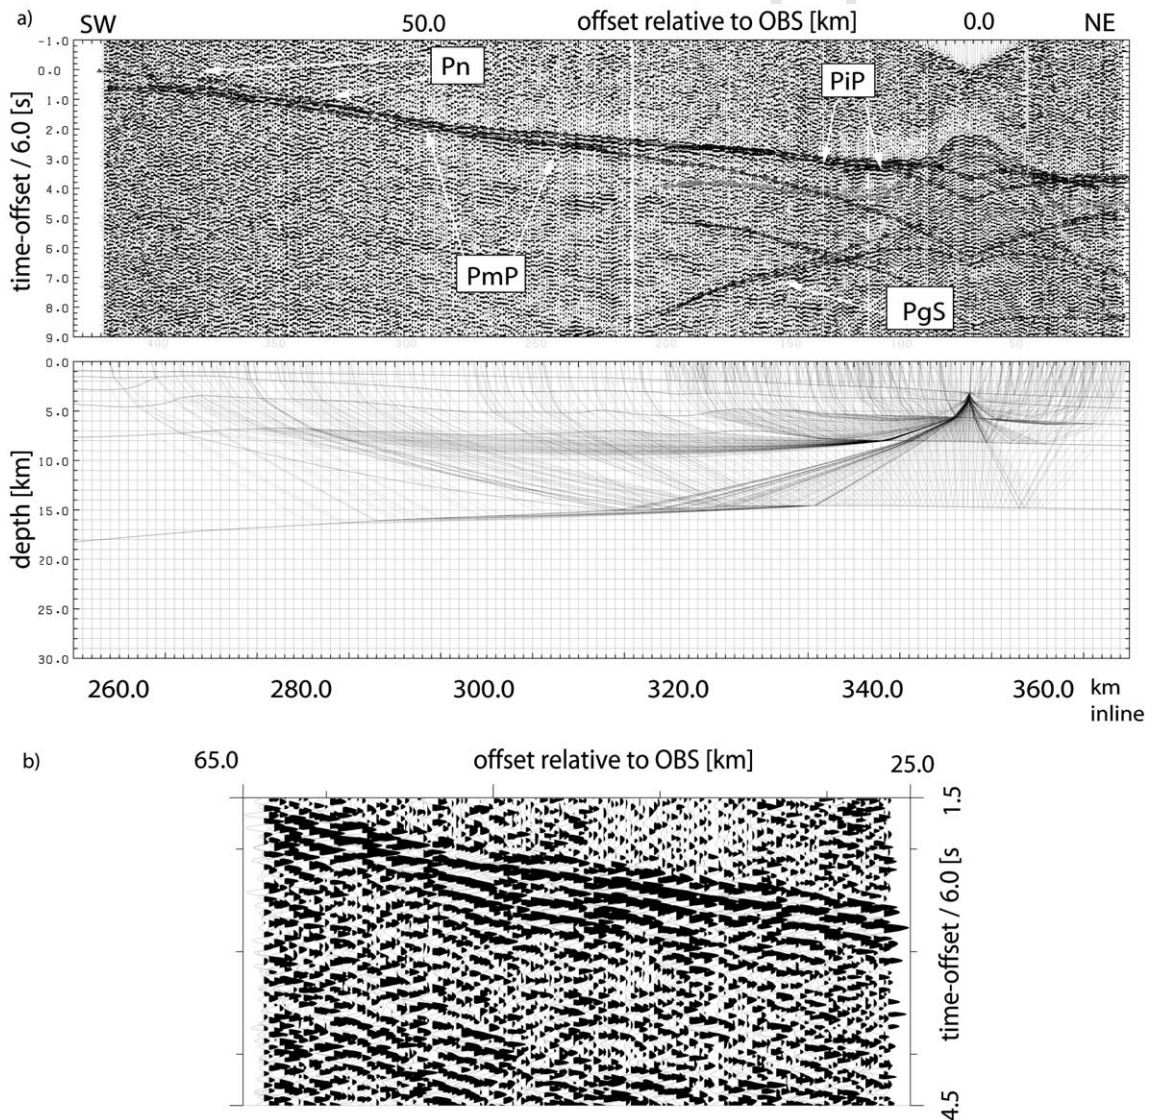 a) SW 50.0 offset relative to OBS [km] 0.0 NE
-1.0
0.0
1.0
2.0
3.0
4.0
5.0
6.0
7.0
8.0
9.0
time-offset / 6.0 [s]
Pn
PiP
PmP
PgS
400 350 300 250 200 150 100 50
0.0
5.0
10.0
15.0
20.0
25.0
30.0
depth [km]
260.0 280.0 300.0 320.0 340.0 360.0 km
inline
b) 65.0 offset relative to OBS [km] 25.0
1.5
time-offset / 6.0 [s
4.5